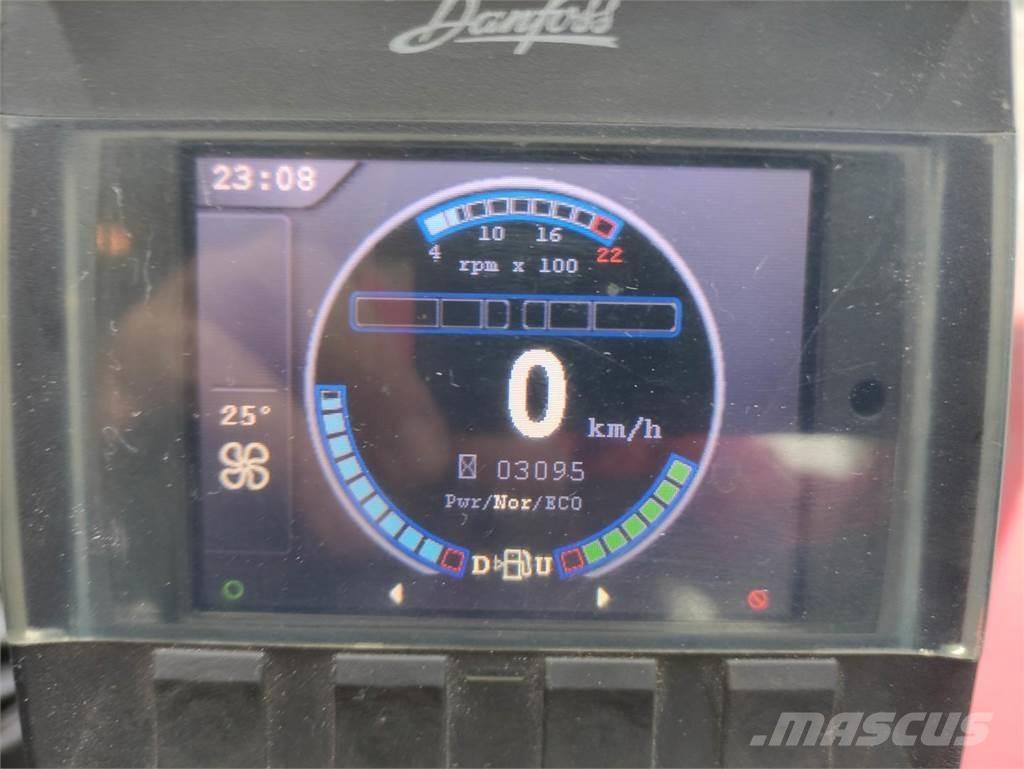 Danfoss
23:08
4 10 16 22
rpm x 100
0 km/h
25°
03095
Pwr/Nor/ECO
D U
MASCUS